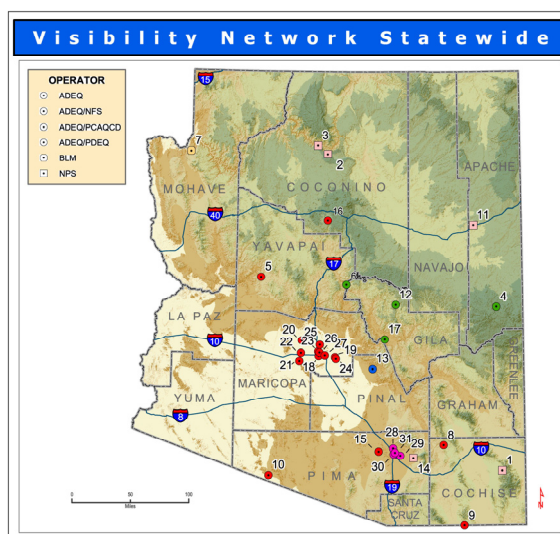 Visibility Network Statewide
OPERATOR
ADEQ
ADEQ/NFS
ADEQ/PCAQCD
ADEQ/PDEQ
BLM
NPS
15
3
7
2
APACHE
MOHAVE
COCONINO
40
16
11
YAVAPAI
17
5
NAVAJO
12
4
LA PAZ
17
GILA
20
25
26
22
23
27
19
10
13
GREENLEE
21
18
24
MARICOPA
YUMA
PINAL
GRAHAM
8
28
15
31
29
8
10
30
14
1
10
PIMA
19
COCHISE
SANTA
CRUZ
9
0
50
100
Miles